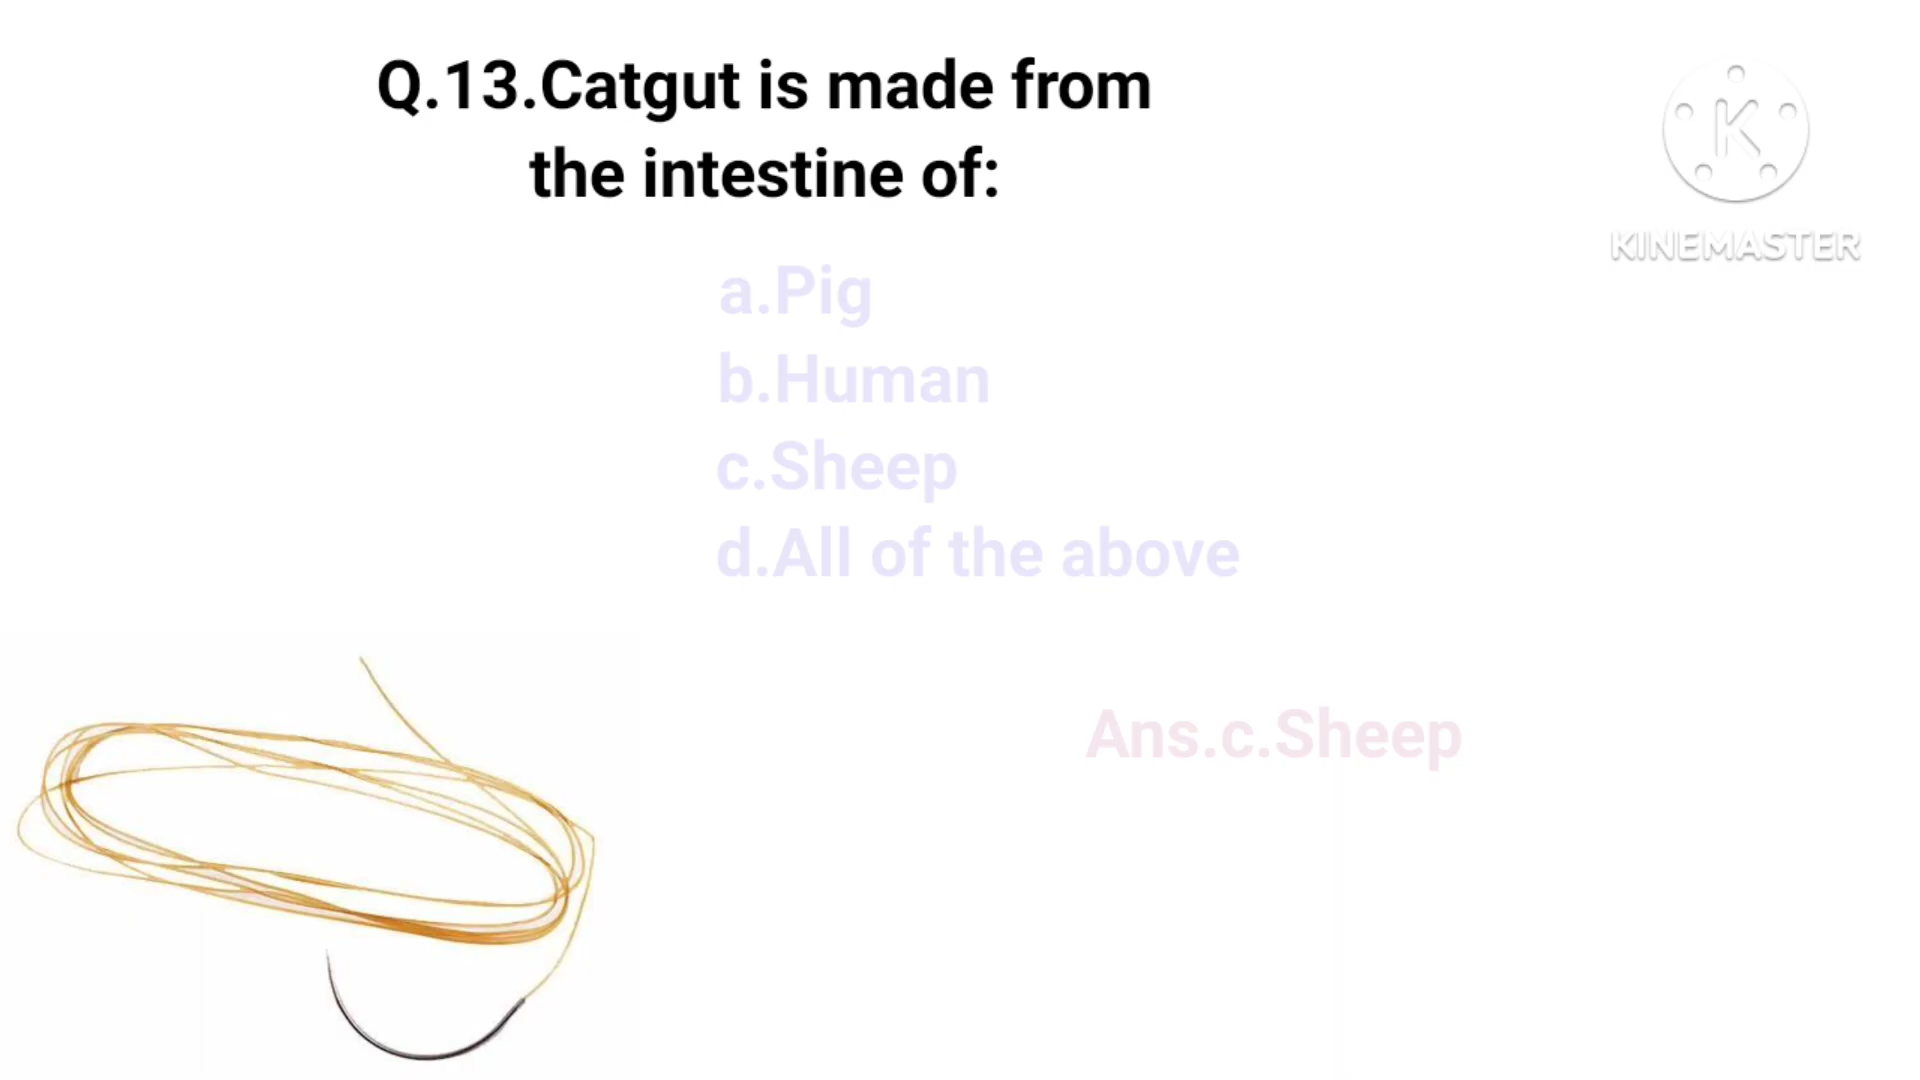 Q.13.Catgut is made from
the intestine of:
a.Pig
b.Human
c.Sheep
d.All of the above
Ans.c.Sheep
K
KINEMASTER